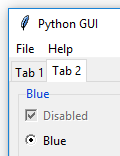 Python GUI
File Help
Tab 1 Tab 2
Blue
Disabled
Blue